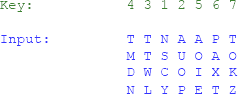 Key: 4 3 1 2 5 6 7
Input: T T N A A P T
M T S U O A O
D W C O I X K
N L Y P E T Z